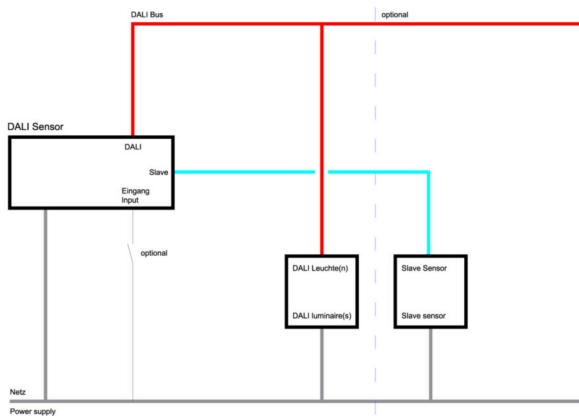 DALI Bus
optional
DALI Sensor
DALI
Slave
Eingang
Input
optional
DALI Leuchte(n)
DALI luminaire(s)
Slave Sensor
Slave sensor
Netz
Power supply